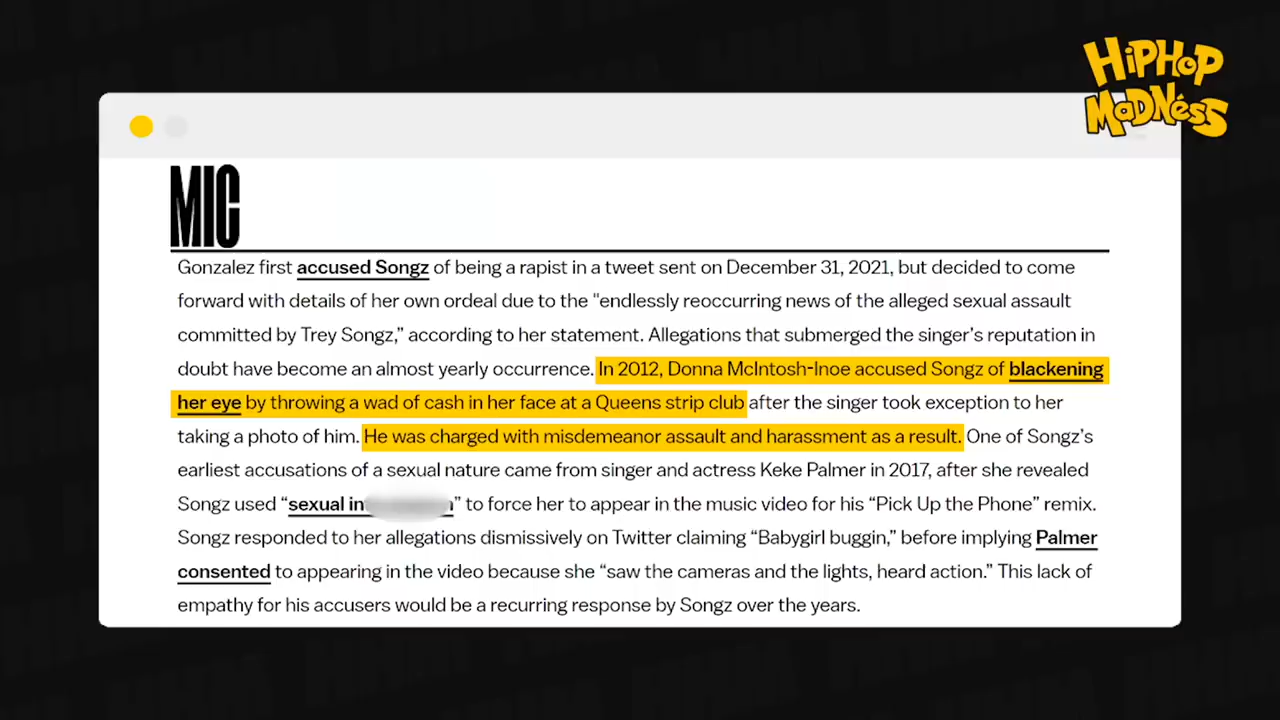 HIPHOP
MADNESS
MIC
Gonzalez first accused Songz of being a rapist in a tweet sent on December 31, 2021, but decided to come
forward with details of her own ordeal due to the "endlessly reoccurring news of the alleged sexual assault
committed by Trey Songz,” according to her statement. Allegations that submerged the singer’s reputation in
doubt have become an almost yearly occurrence. In 2012, Donna McIntosh-Inoe accused Songz of blackening
her eye by throwing a wad of cash in her face at a Queens strip club after the singer took exception to her
taking a photo of him. He was charged with misdemeanor assault and harassment as a result. One of Songz’s
earliest accusations of a sexual nature came from singer and actress Keke Palmer in 2017, after she revealed
Songz used “sexual in” to force her to appear in the music video for his “Pick Up the Phone” remix.
Songz responded to her allegations dismissively on Twitter claiming “Babygirl buggin,” before implying Palmer
consented to appearing in the video because she “saw the cameras and the lights, heard action.” This lack of
empathy for his accusers would be a recurring response by Songz over the years.